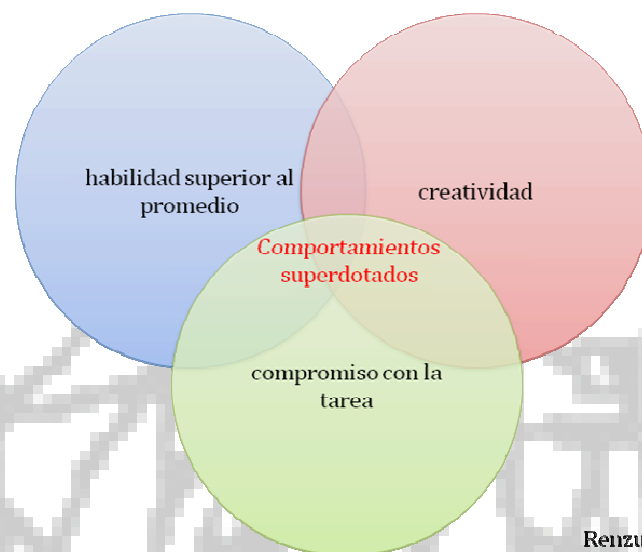 habilidad superior al
promedio
creatividad
Comportamientos
superdotados
compromiso con la
tarea